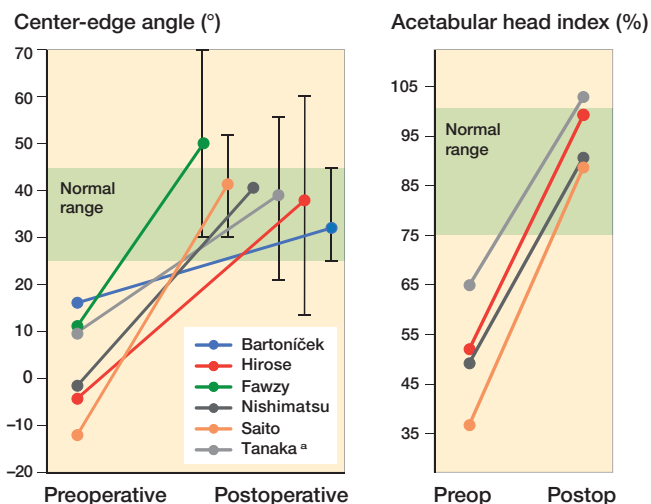 Center-edge angle (°)
70
60
50
40
30
20
10
0
–10
–20
Normal
range
Bartoníček
Hirose
Fawzy
Nishimatsu
Saito
Tanaka a
Preoperative
Postoperative
Acetabular head index (%)
105
95
85
75
65
55
45
35
Normal
range
Preop
Postop